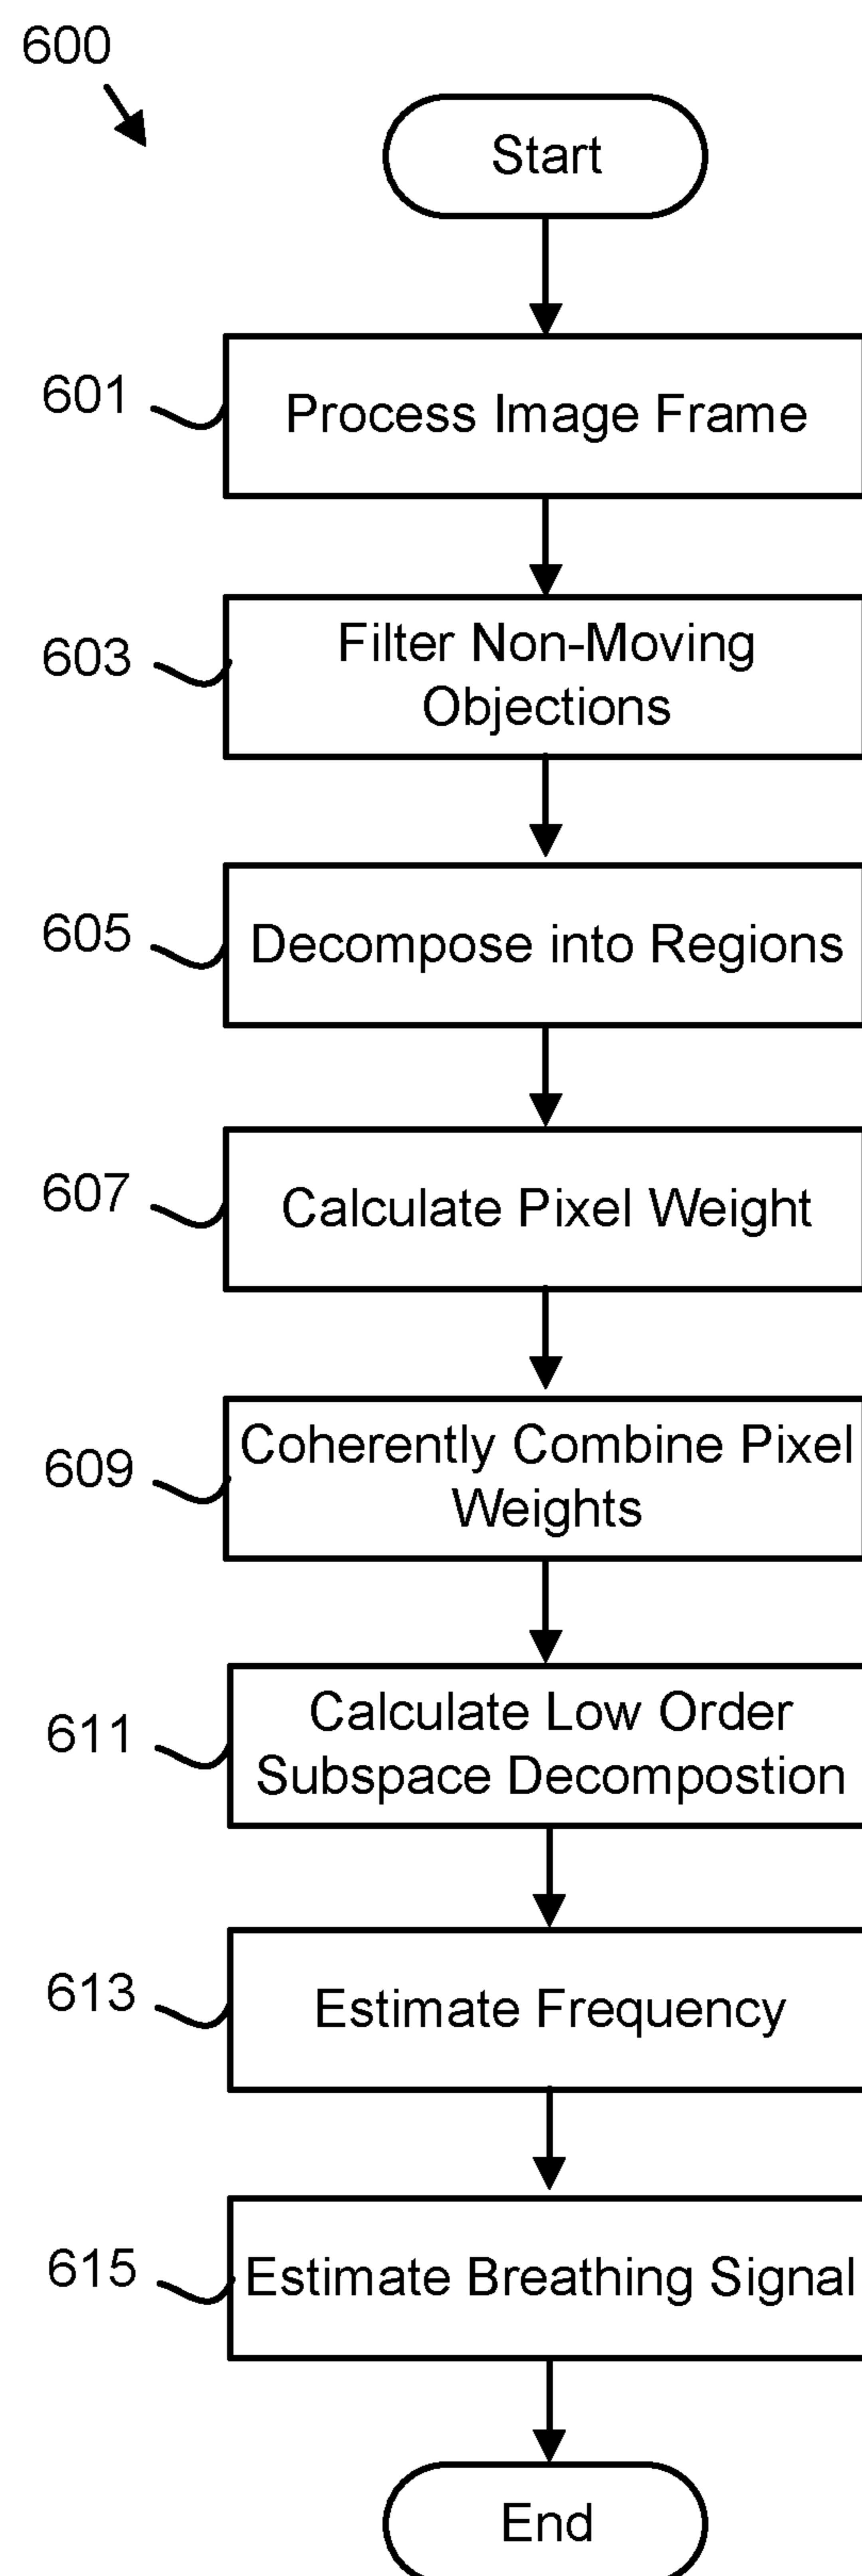 600
Start
601
Process Image Frame
603
Filter Non-Moving
Objections
605
Decompose into Regions
607
Calculate Pixel Weight
609
Coherently Combine Pixel
Weights
611
Calculate Low Order
Subspace Decompostion
613
Estimate Frequency
615
Estimate Breathing Signal
End